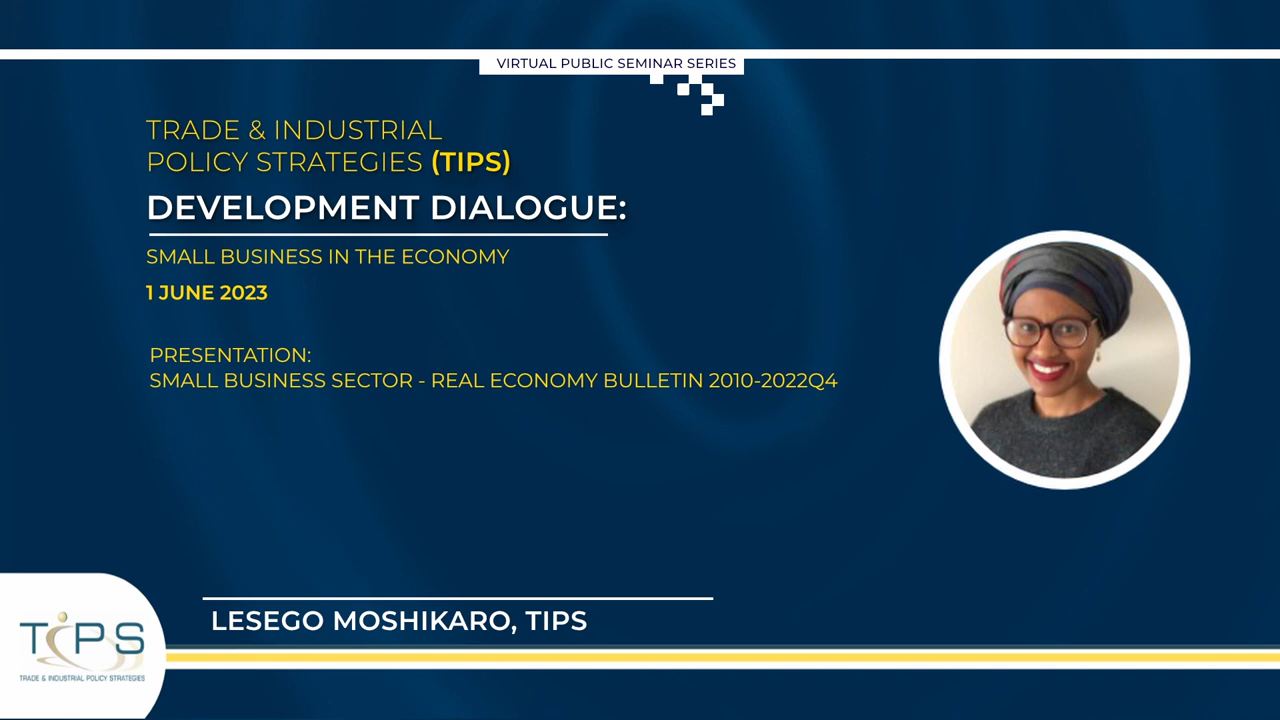 VIRTUAL PUBLIC SEMINAR SERIES
TRADE & INDUSTRIAL
POLICY STRATEGIES (TIPS)
DEVELOPMENT DIALOGUE:
SMALL BUSINESS IN THE ECONOMY
1 JUNE 2023
PRESENTATION:
SMALL BUSINESS SECTOR - REAL ECONOMY BULLETIN 2010-2022Q4
LESEGO MOSHIKARO, TIPS
TiPS
TRADE & INDUSTRIAL POLICY STRATEGIES